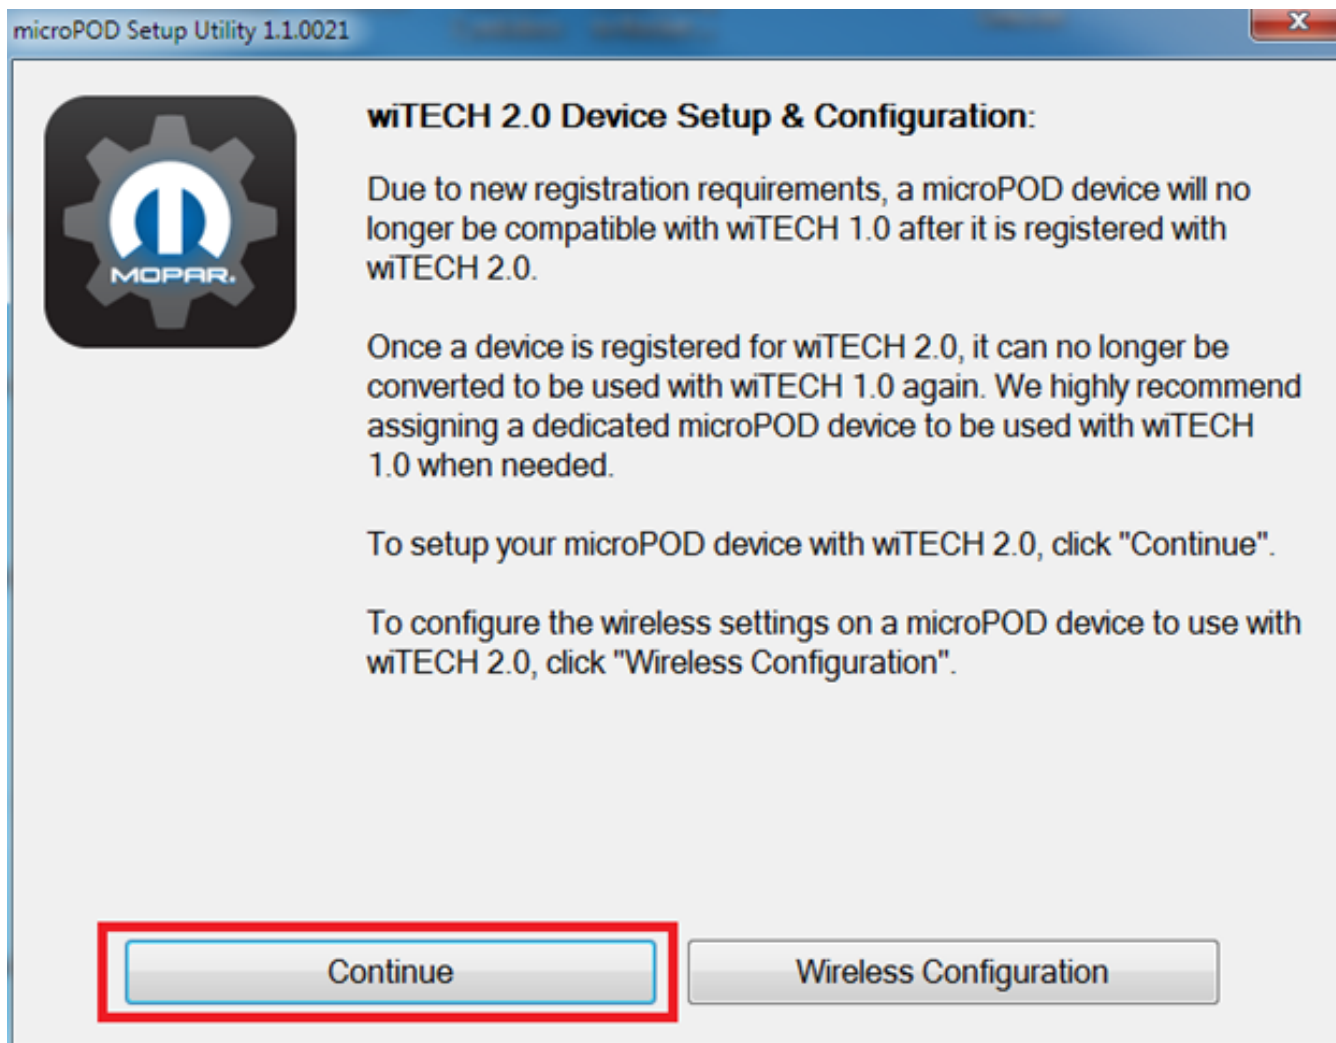 microPOD Setup Utility 1.1.0021
x
wiTECH 2.0 Device Setup & Configuration:
Due to new registration requirements, a microPOD device will no
longer be compatible with wiTECH 1.0 after it is registered with
wiTECH 2.0.
MOPAR.
Once a device is registered for wiTECH 2.0, it can no longer be
converted to be used with wiTECH 1.0 again. We highly recommend
assigning a dedicated microPOD device to be used with wiTECH
1.0 when needed.
To setup your microPOD device with wiTECH 2.0, click "Continue".
To configure the wireless settings on a microPOD device to use with
wiTECH 2.0, click "Wireless Configuration".
Continue
Wireless Configuration